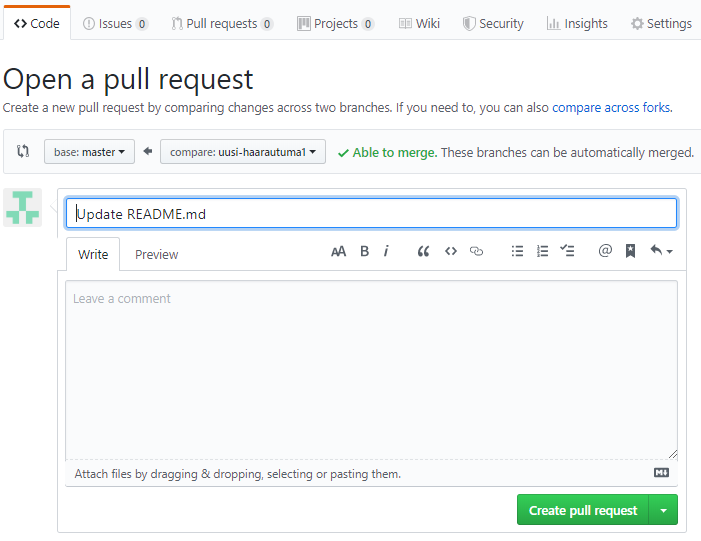 <> Code Issues 0 Pull requests 0 Projects 0 Wiki Security Insights Settings
Open a pull request
Create a new pull request by comparing changes across two branches. If you need to, you can also compare across forks.
base: master compare: uusi-haarautuma1 ✓ Able to merge. These branches can be automatically merged.
Update README.md
Write Preview AA B i “ <> @
Leave a comment
Attach files by dragging & dropping, selecting or pasting them. M↓
Create pull request